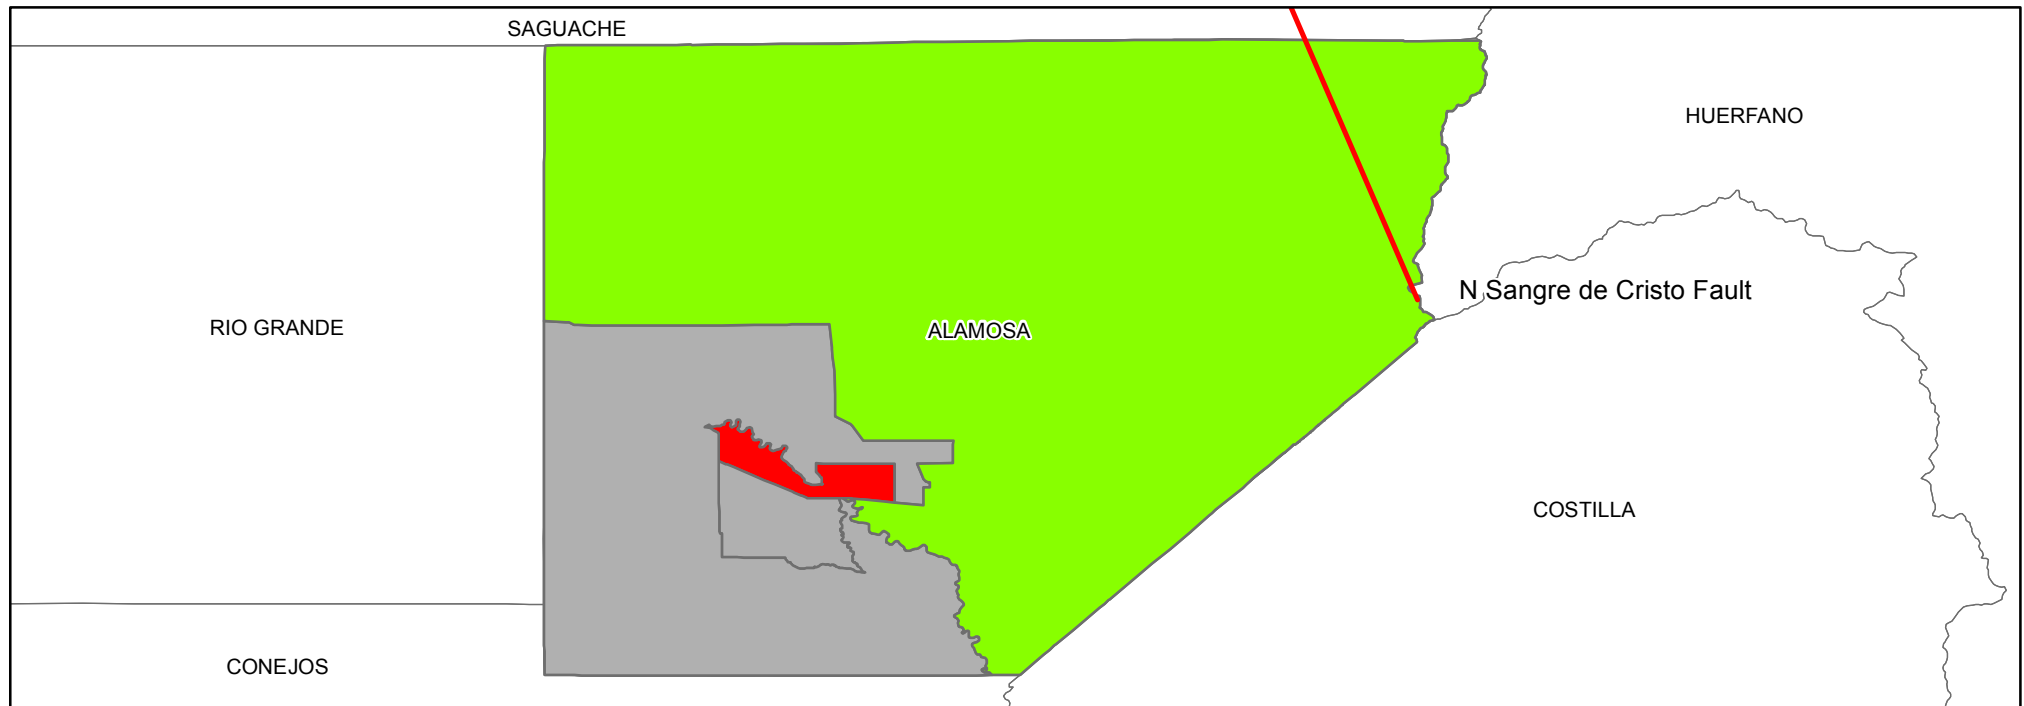 SAGUACHE
HUERFANO
N Sangre de Cristo Fault
RIO GRANDE
ALAMOSA
COSTILLA
CONEJOS